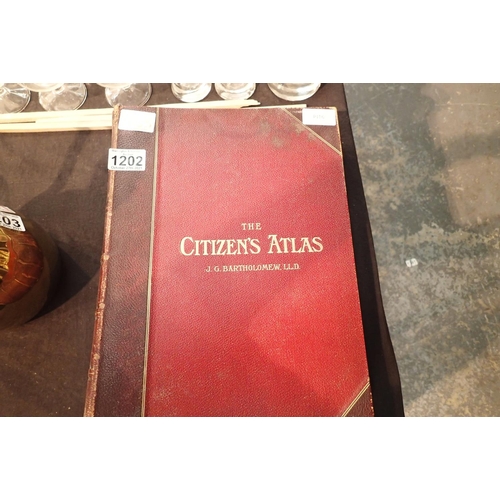 1202
THE
CITIZEN'S ATLAS
J. G. BARTHOLOMEW, LL.D.
03